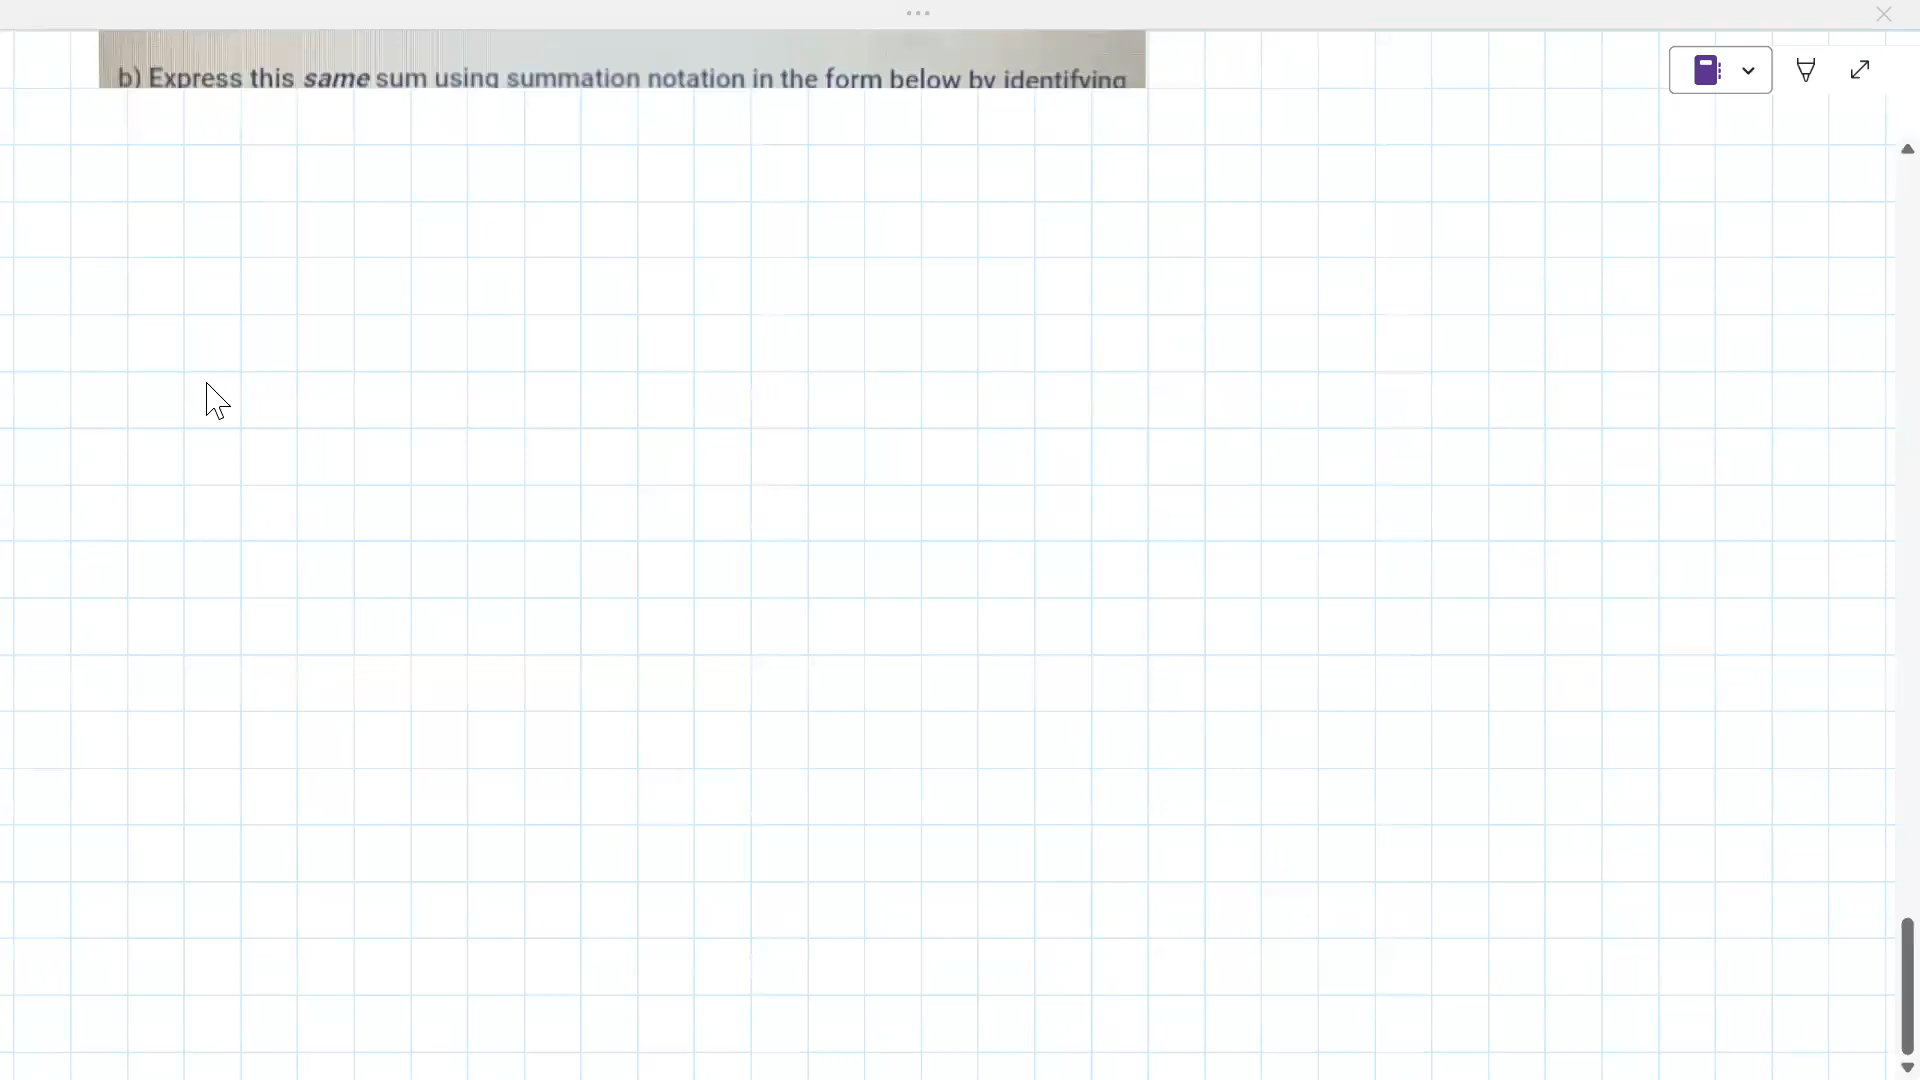 b) Express this same sum using summation notation in the form below by identifying